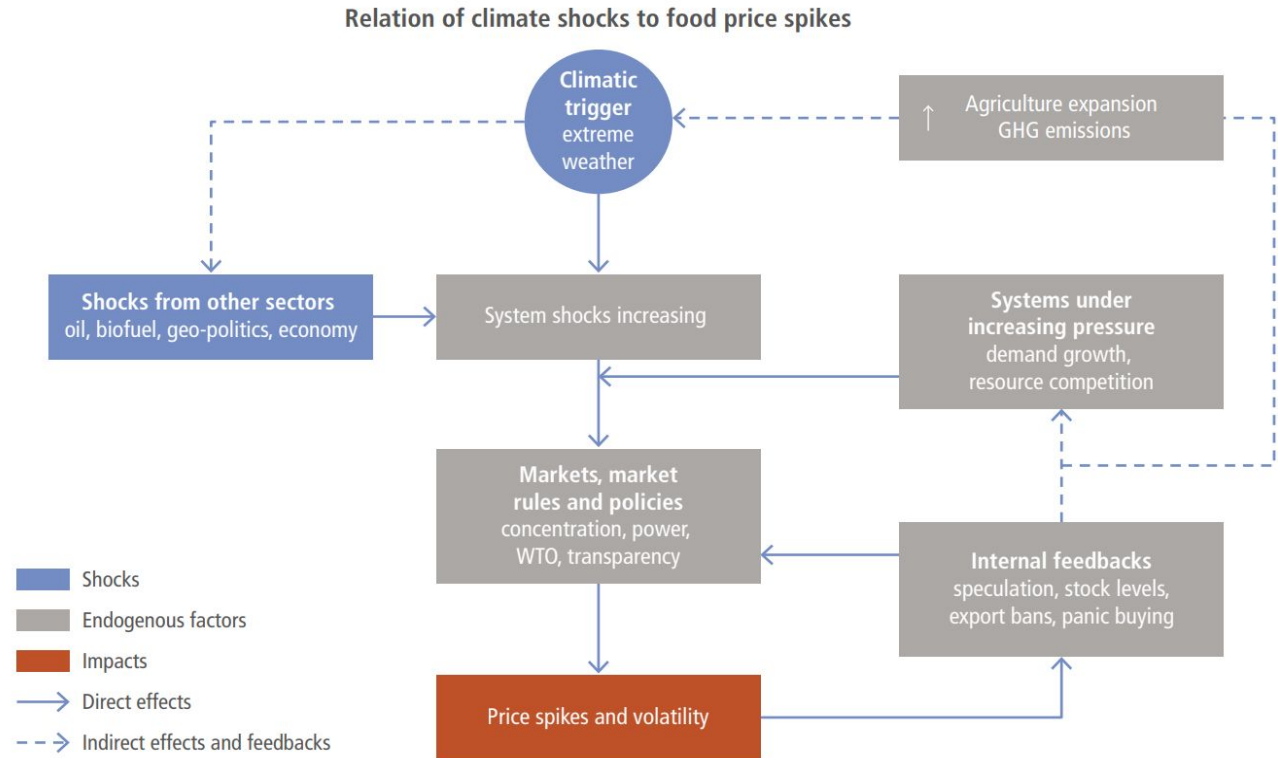 Relation of climate shocks to food price spikes
Climatic
trigger
extreme
weather
↑ Agriculture expansion
GHG emissions
Shocks from other sectors
oil, biofuel, geo-politics, economy
System shocks increasing
Systems under
increasing pressure
demand growth,
resource competition
Markets, market
rules and policies
concentration, power,
WTO, transparency
Internal feedbacks
speculation, stock levels,
export bans, panic buying
Price spikes and volatility
Shocks
Endogenous factors
Impacts
Direct effects
Indirect effects and feedbacks